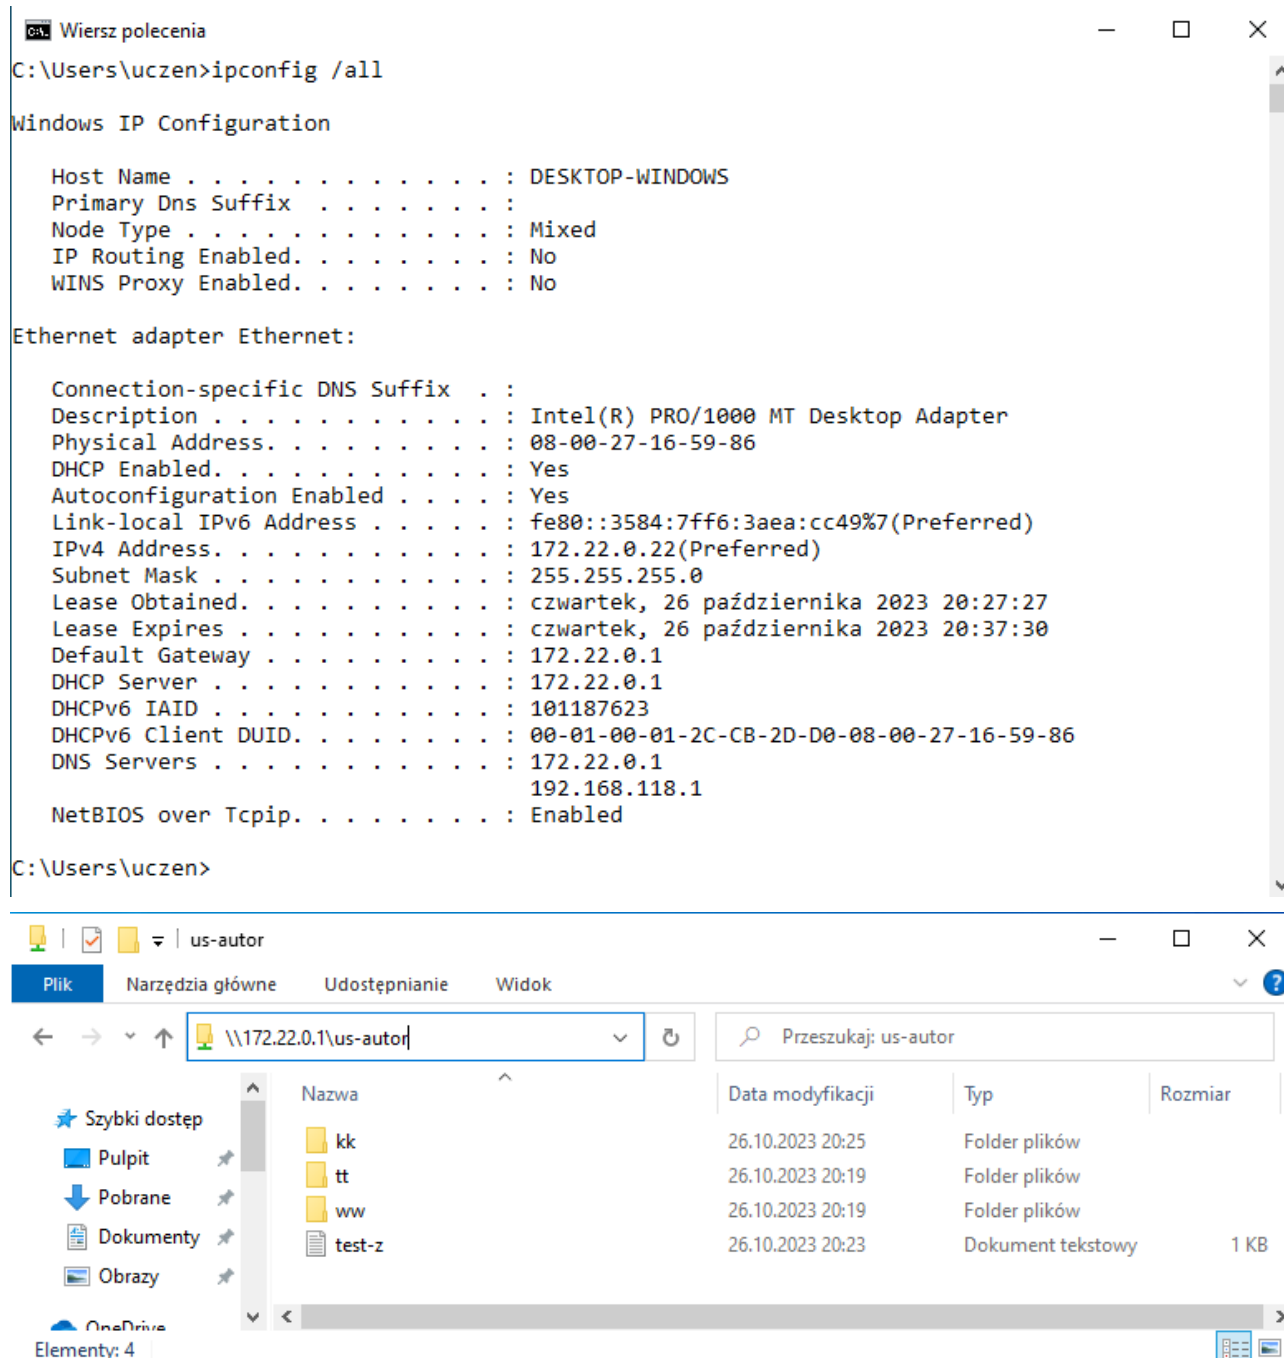 Wiersz polecenia
C:\Users\uczen>ipconfig /all
Windows IP Configuration
Host Name . . . . . . . . . . . . : DESKTOP-WINDOWS
Primary Dns Suffix  . . . . . . . :
Node Type . . . . . . . . . . . . : Mixed
IP Routing Enabled. . . . . . . . : No
WINS Proxy Enabled. . . . . . . . : No
Ethernet adapter Ethernet:
Connection-specific DNS Suffix  . :
Description . . . . . . . . . . . : Intel(R) PRO/1000 MT Desktop Adapter
Physical Address. . . . . . . . . : 08-00-27-16-59-86
DHCP Enabled. . . . . . . . . . . : Yes
Autoconfiguration Enabled . . . . : Yes
Link-local IPv6 Address . . . . . : fe80::3584:7ff6:3aea:cc49%7(Preferred)
IPv4 Address. . . . . . . . . . . : 172.22.0.22(Preferred)
Subnet Mask . . . . . . . . . . . : 255.255.255.0
Lease Obtained. . . . . . . . . . : czwartek, 26 października 2023 20:27:27
Lease Expires . . . . . . . . . . : czwartek, 26 października 2023 20:37:30
Default Gateway . . . . . . . . . : 172.22.0.1
DHCP Server . . . . . . . . . . . : 172.22.0.1
DHCPv6 IAID . . . . . . . . . . . : 101187623
DHCPv6 Client DUID. . . . . . . . : 00-01-00-01-2C-CB-2D-D0-08-00-27-16-59-86
DNS Servers . . . . . . . . . . . : 172.22.0.1
192.168.118.1
NetBIOS over Tcpip. . . . . . . . : Enabled
C:\Users\uczen>
us-autor
Plik Narzędzia główne Udostępnianie Widok
\\172.22.0.1\us-autor Przeszukaj: us-autor
Nazwa Data modyfikacji Typ Rozmiar
Szybki dostęp
Pulpit
Pobrane
Dokumenty
Obrazy
OneDrive
kk 26.10.2023 20:25 Folder plików
tt 26.10.2023 20:19 Folder plików
ww 26.10.2023 20:19 Folder plików
test-z 26.10.2023 20:23 Dokument tekstowy 1 KB
Elementy: 4